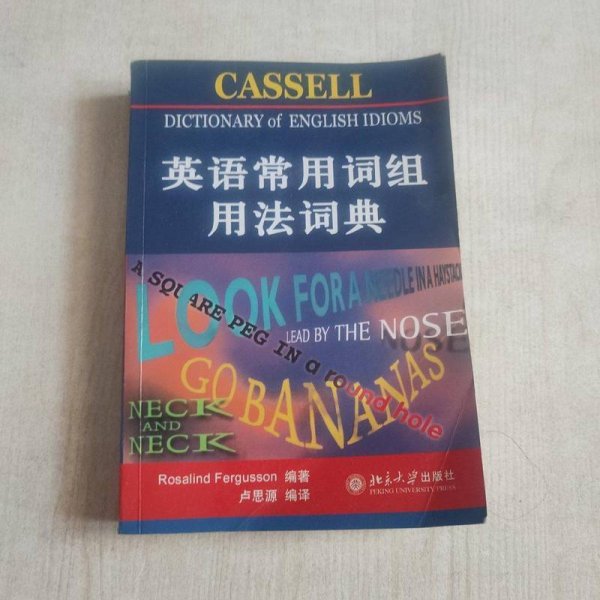 CASSELL
DICTIONARY of ENGLISH IDIOMS
英语常用词组
用法词典
LOOK FOR A NEEDLE IN A HAYSTACK
A SQUARE PEG IN a round hole
LEAD BY THE NOSE
GO BANANAS
NECK
AND
NECK
Rosalind Fergusson 编著
卢思源 编译
北京大学出版社
PEKING UNIVERSITY PRESS